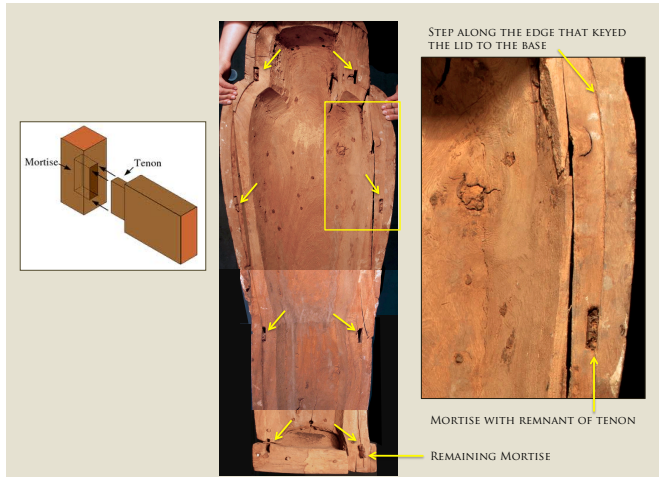 Mortise
Tenon
Step along the edge that keyed
the lid to the base
Mortise with remnant of tenon
Remaining Mortise